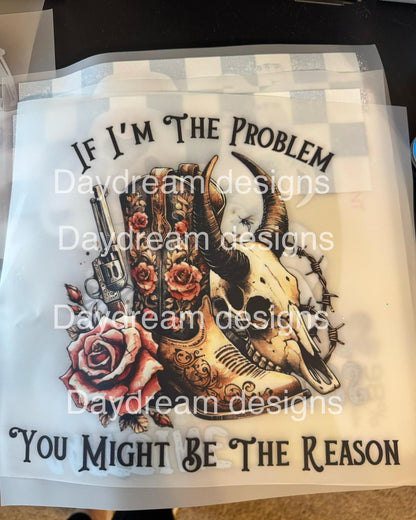 If I'm The Problem
Daydream designs
Daydream designs
Daydream designs
Daydream designs
You Might Be The Reason